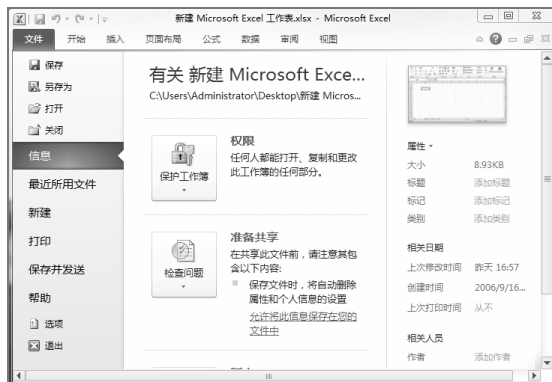 新建 Microsoft Excel 工作表.xlsx - Microsoft Excel
文件 开始 插入 页面布局 公式 数据 审阅 视图
保存
另存为
打开
关闭
信息
最近所用文件
新建
打印
保存并发送
帮助
选项
退出
有关 新建 Microsoft Exce...
C:\Users\Administrator\Desktop\新建 Micros...
保护工作簿
权限
任何人都能打开、复制和更改
此工作簿的任何部分。
检查问题
准备共享
在共享此文件前，请注意其包
含以下内容:
保存文件时，将自动删除
属性和个人信息的设置
允许将此信息保存在您的
文件中
属性
大小 8.93KB
标题 添加标题
标记 添加标记
类别 添加类别
相关日期
上次修改时间 昨天 16:57
创建时间 2006/9/16...
上次打印时间 从不
相关人员
作者 添加作者